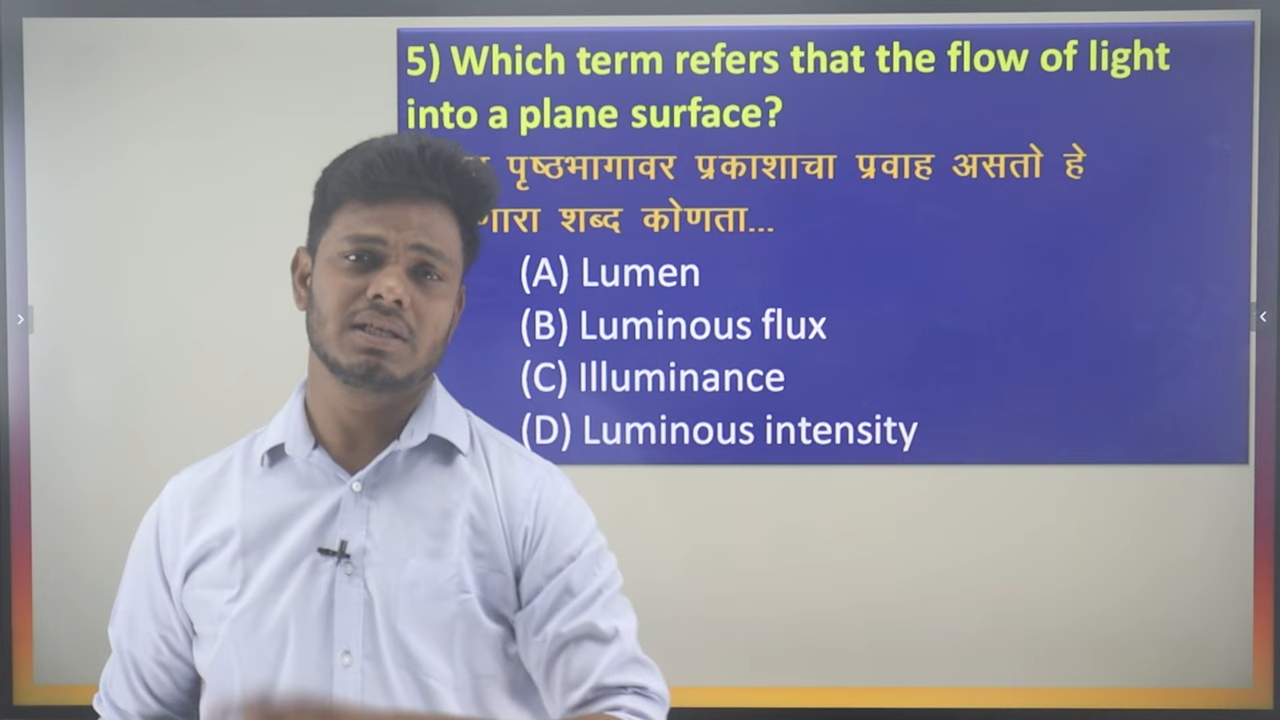 5) Which term refers that the flow of light
into a plane surface?
पृष्ठभागावर प्रकाशाचा प्रवाह असतो हे
शब्द कोणता...
(A) Lumen
(B) Luminous flux
(C) Illuminance
(D) Luminous intensity